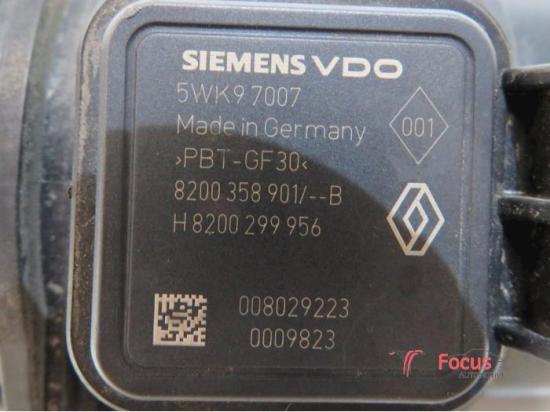 SIEMENS VDO
5WK9 7007
Made in Germany
001
>PBT-GF30<
8200 358 901/--B
H 8200 299 956
008029223
0009823
Focus
AUTOMOTIVE